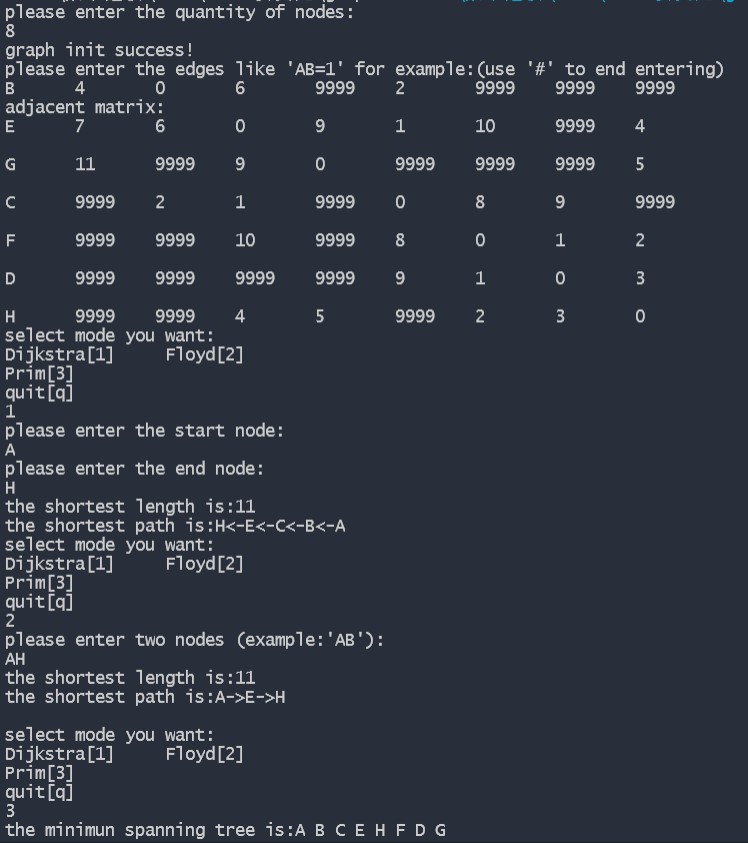 please enter the quantity of nodes:
8
graph init success!
please enter the edges like 'AB=1' for example:(use '#' to end entering)
B 4 0 6 9999 2 9999 9999 9999
adjacent matrix:
E 7 6 0 9 1 10 9999 4
G 11 9999 9 0 9999 9999 9999 5
C 9999 2 1 9999 0 8 9 9999
F 9999 9999 10 9999 8 0 1 2
D 9999 9999 9999 9999 9 1 0 3
H 9999 9999 4 5 9999 2 3 0
select mode you want:
Dijkstra[1] Floyd[2]
Prim[3]
quit[q]
1
please enter the start node:
A
please enter the end node:
H
the shortest length is:11
the shortest path is:H<-E<-C<-B<-A
select mode you want:
Dijkstra[1] Floyd[2]
Prim[3]
quit[q]
2
please enter two nodes (example:'AB'):
AH
the shortest length is:11
the shortest path is:A->E->H
select mode you want:
Dijkstra[1] Floyd[2]
Prim[3]
quit[q]
3
the minimun spanning tree is:A B C E H F D G